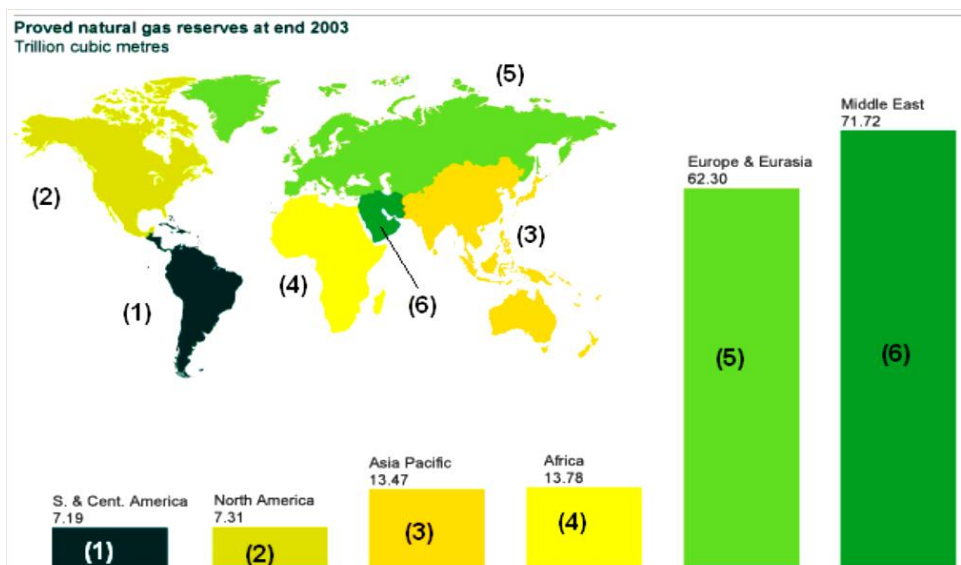 Proved natural gas reserves at end 2003
Trillion cubic metres
(5)
(2)
(3)
(4)
(6)
(1)
Middle East
71.72
Europe & Eurasia
62.30
(5)
(6)
Asia Pacific
13.47
Africa
13.78
S. & Cent. America
7.19
North America
7.31
(1)
(2)
(3)
(4)